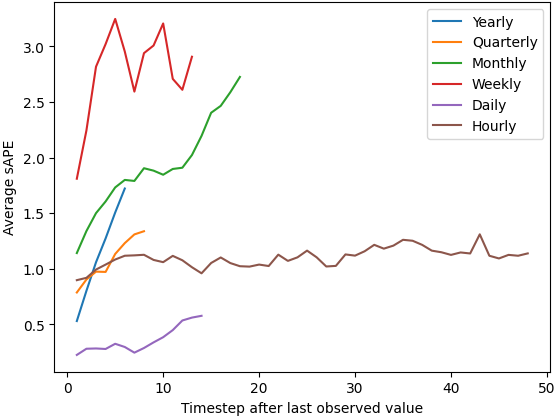 Yearly
Quarterly
Monthly
Weekly
Daily
Hourly
Average sAPE
3.0
2.5
2.0
1.5
1.0
0.5
0 10 20 30 40 50
Timestep after last observed value